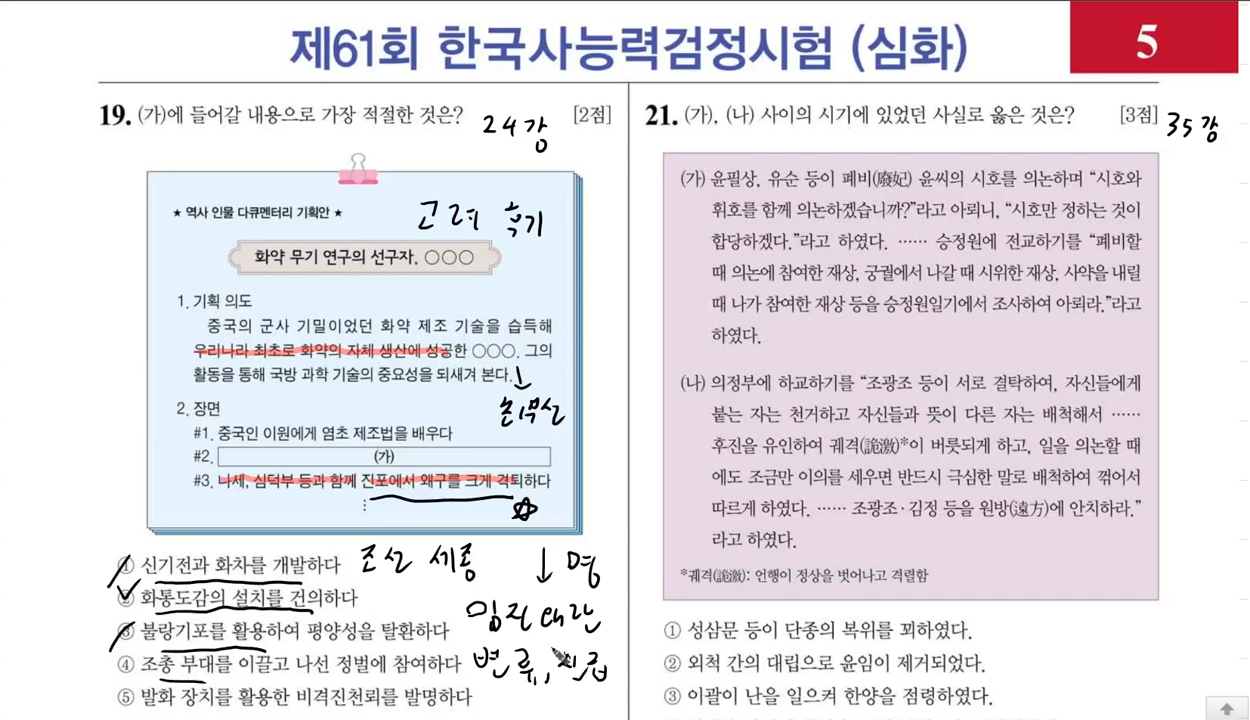 제61회 한국사능력검정시험 (심화)
5
19. (가)에 들어갈 내용으로 가장 적절한 것은? [2점]
24강
★ 역사 인물 다큐멘터리 기획안 ★
고려 후기
화약 무기 연구의 선구자, ○○○
1. 기획 의도
중국의 군사 기밀이었던 화약 제조 기술을 습득해
우리나라 최초로 화약의 자체 생산에 성공한 ○○○. 그의
활동을 통해 국방 과학 기술의 중요성을 되새겨 본다.
↓
최무선
2. 장면
#1. 중국인 이원에게 염초 제조법을 배우다
#2. (가)
#3. 나세, 심덕부 등과 함께 진포에서 왜구를 크게 격퇴하다
⋮
① 신기전과 화차를 개발하다
조선 세종
② 화통도감의 설치를 건의하다
↓ 명
③ 불랑기포를 활용하여 평양성을 탈환하다
임진왜란
④ 조총 부대를 이끌고 나선 정벌에 참여하다
변급,
⑤ 발화 장치를 활용한 비격진천뢰를 발명하다
21. (가), (나) 사이의 시기에 있었던 사실로 옳은 것은? [3점]
35강
(가) 윤필상, 유순 등이 폐비(廢妃) 윤씨의 시호를 의논하며 “시호와
휘호를 함께 의논하겠습니까?”라고 아뢰니, “시호만 정하는 것이
합당하겠다.”라고 하였다. …… 승정원에 전교하기를 “폐비할
때 의논에 참여한 재상, 궁궐에서 나갈 때 시위한 재상, 사약을 내릴
때 나가 참여한 재상 등을 승정원일기에서 조사하여 아뢰라.”라고
하였다.
(나) 의정부에 하교하기를 “조광조 등이 서로 결탁하여, 자신들에게
붙는 자는 천거하고 자신들과 뜻이 다른 자는 배척해서 ……
후진을 유인하여 궤격(詭激)*이 버릇되게 하고, 일을 의논할 때
에도 조금만 이의를 세우면 반드시 극심한 말로 배척하여 꺾어서
따르게 하였다. …… 조광조·김정 등을 원방(遠方)에 안치하라.”
라고 하였다.
*궤격(詭激): 언행이 정상을 벗어나고 격렬함
① 성삼문 등이 단종의 복위를 꾀하였다.
② 외척 간의 대립으로 윤임이 제거되었다.
③ 이괄이 난을 일으켜 한양을 점령하였다.